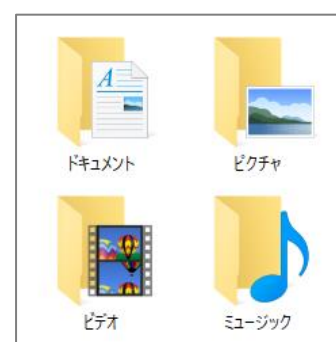 ドキュメント
ピクチャ
ビデオ
ミュージック